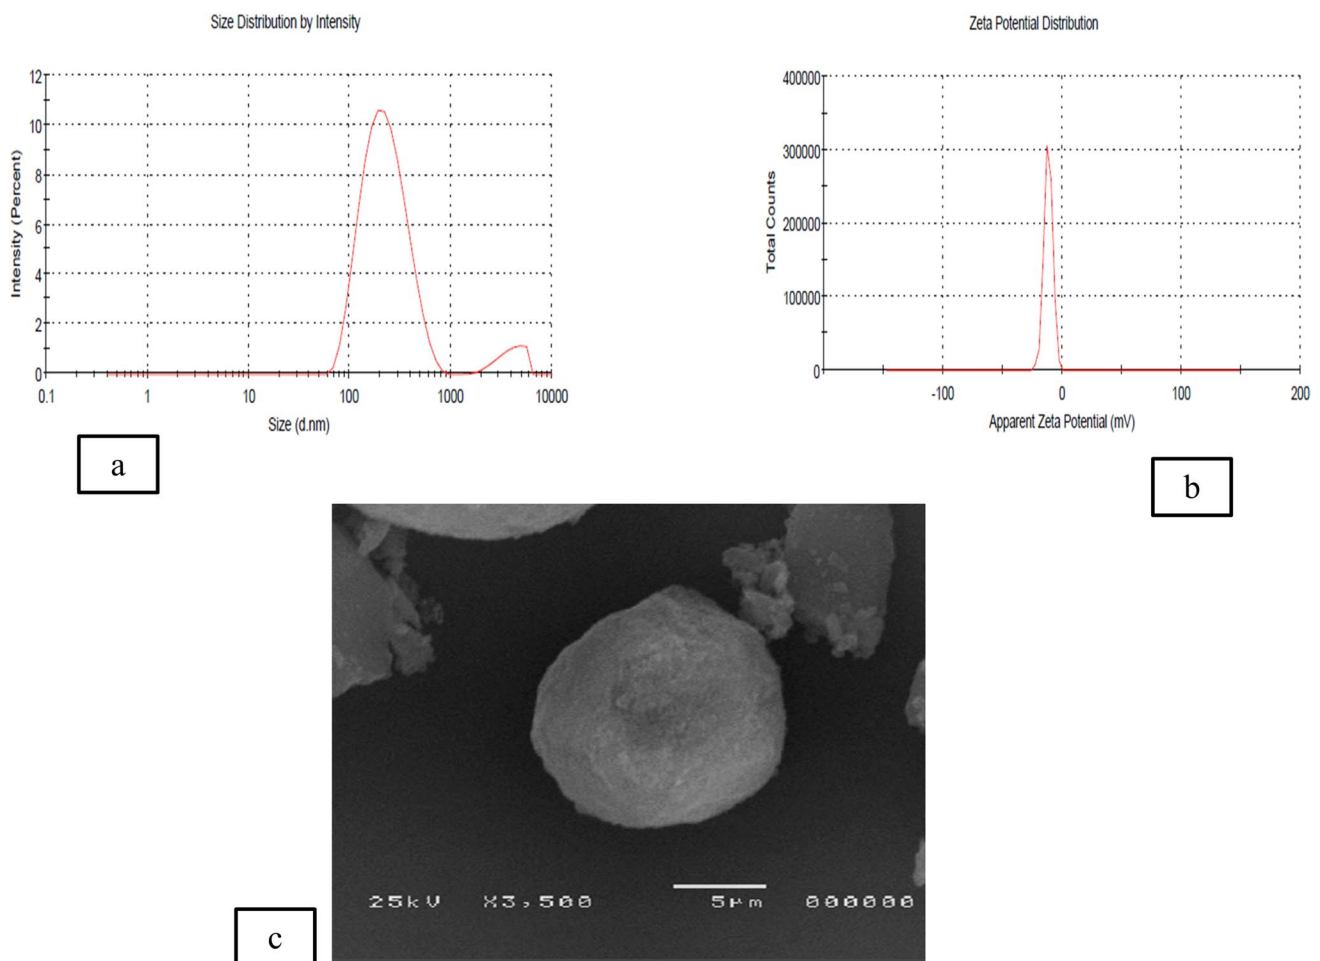 Size Distribution by Intensity
12
10
8
6
4
2
0
Intensity (Percent)
0.1 1 10 100 1000 10000
Size (d.nm)
a
Zeta Potential Distribution
400000
300000
200000
100000
0
Total Counts
-100 0 100 200
Apparent Zeta Potential (mV)
b
25kV X3,500 5µm 000000
c